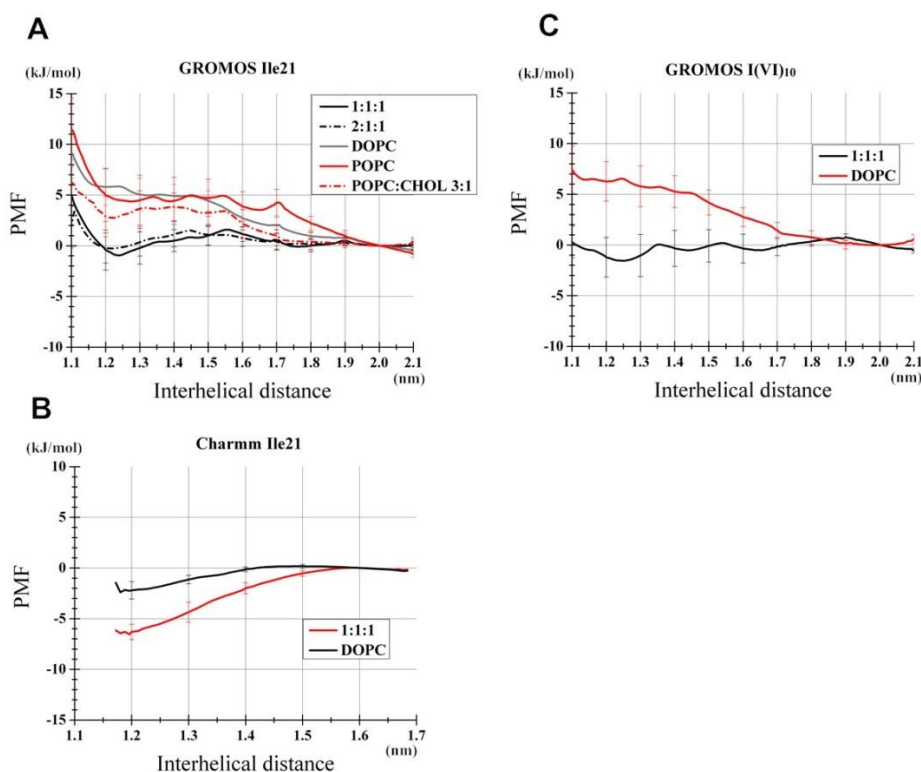 A
(kJ/mol)
GROMOS Ile21
15
10
5
0
-5
-10
PMF
1:1:1
2:1:1
DOPC
POPC
POPC:CHOL 3:1
1.1 1.2 1.3 1.4 1.5 1.6 1.7 1.8 1.9 2.0 2.1
Interhelical distance
(nm)
C
(kJ/mol)
GROMOS I(VI)10
15
10
5
0
-5
-10
PMF
1:1:1
DOPC
1.1 1.2 1.3 1.4 1.5 1.6 1.7 1.8 1.9 2.0 2.1
Interhelical distance
(nm)
B
(kJ/mol)
Charmm Ile21
10
5
0
-5
-10
-15
PMF
1:1:1
DOPC
1.1 1.2 1.3 1.4 1.5 1.6 1.7
Interhelical distance
(nm)